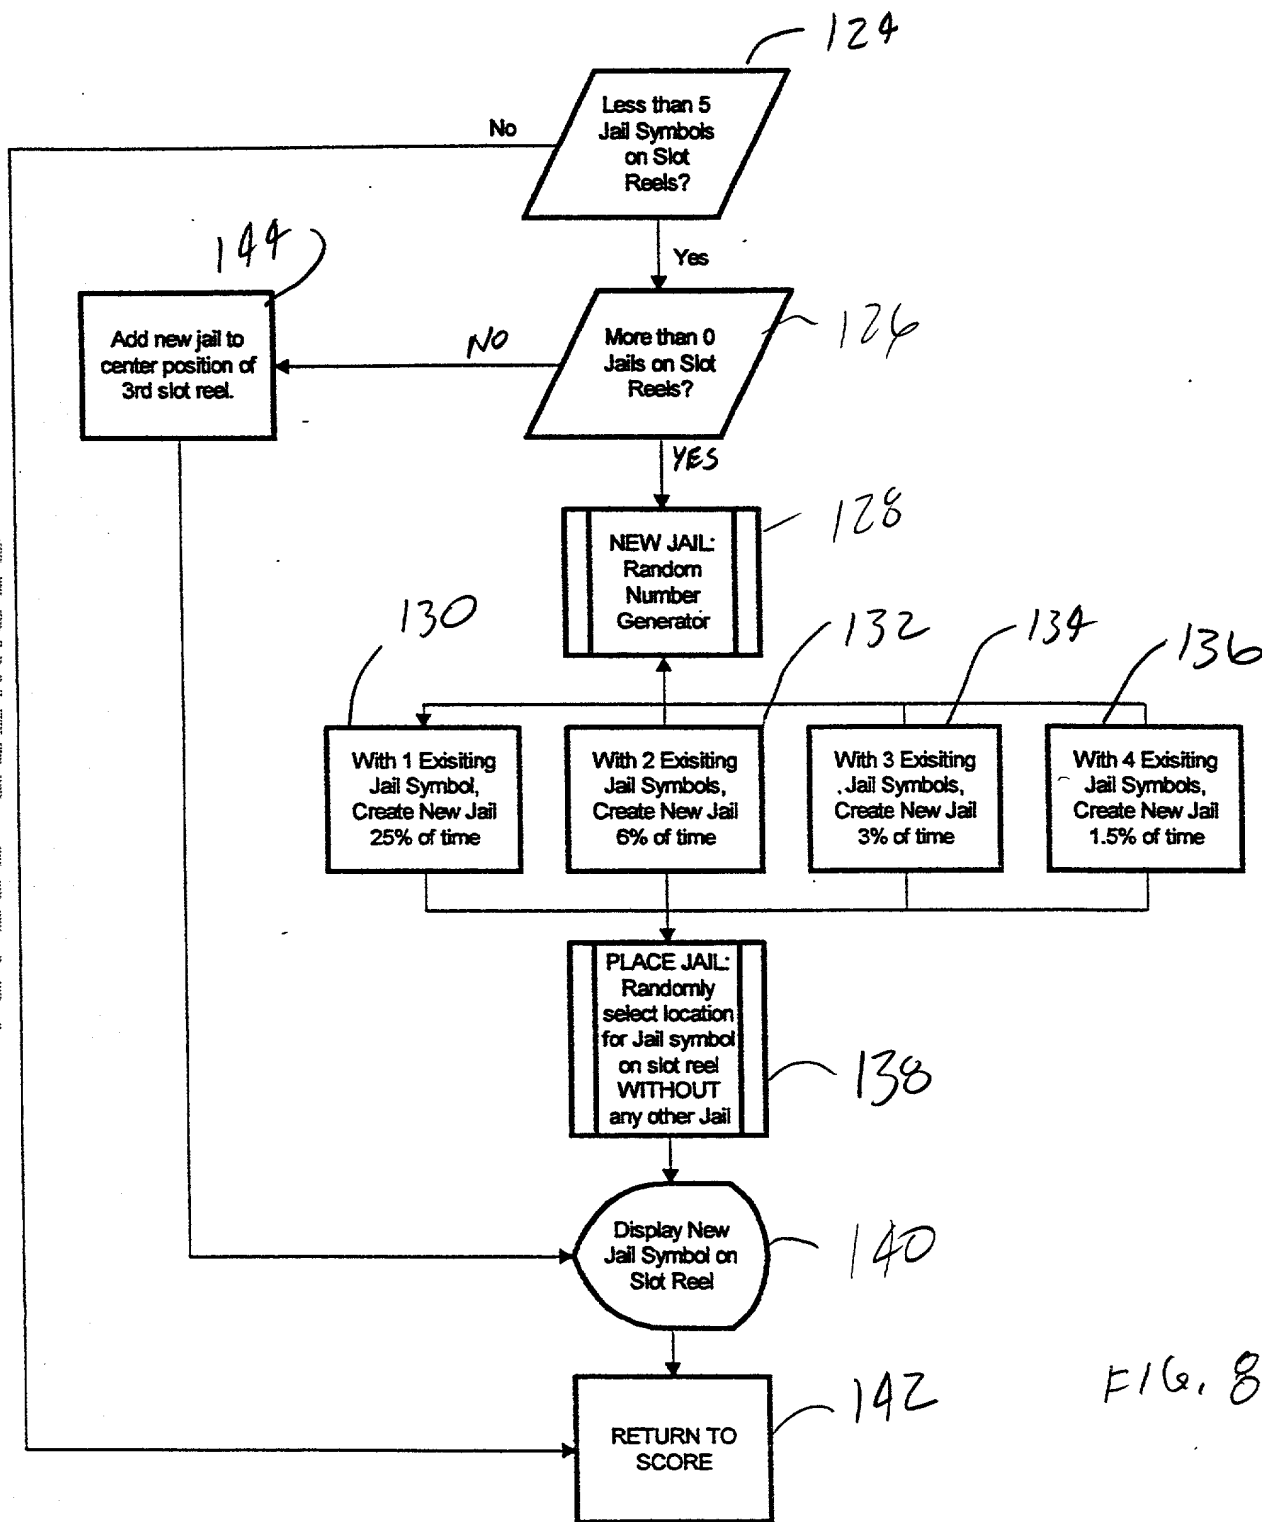 124
Less than 5
Jail Symbols
on Slot
Reels?
No
Yes
144
Add new jail to
center position of
3rd slot reel.
NO
More than 0
Jails on Slot
Reels?
126
YES
NEW JAIL:
Random
Number
Generator
128
130
132
134
136
With 1 Exisiting
Jail Symbol,
Create New Jail
25% of time
With 2 Exisiting
Jail Symbols,
Create New Jail
6% of time
With 3 Exisiting
Jail Symbols,
Create New Jail
3% of time
With 4 Exisiting
Jail Symbols,
Create New Jail
1.5% of time
PLACE JAIL:
Randomly
select location
for Jail symbol
on slot reel
WITHOUT
any other Jail
138
Display New
Jail Symbol on
Slot Reel
140
RETURN TO
SCORE
142
FIG. 8